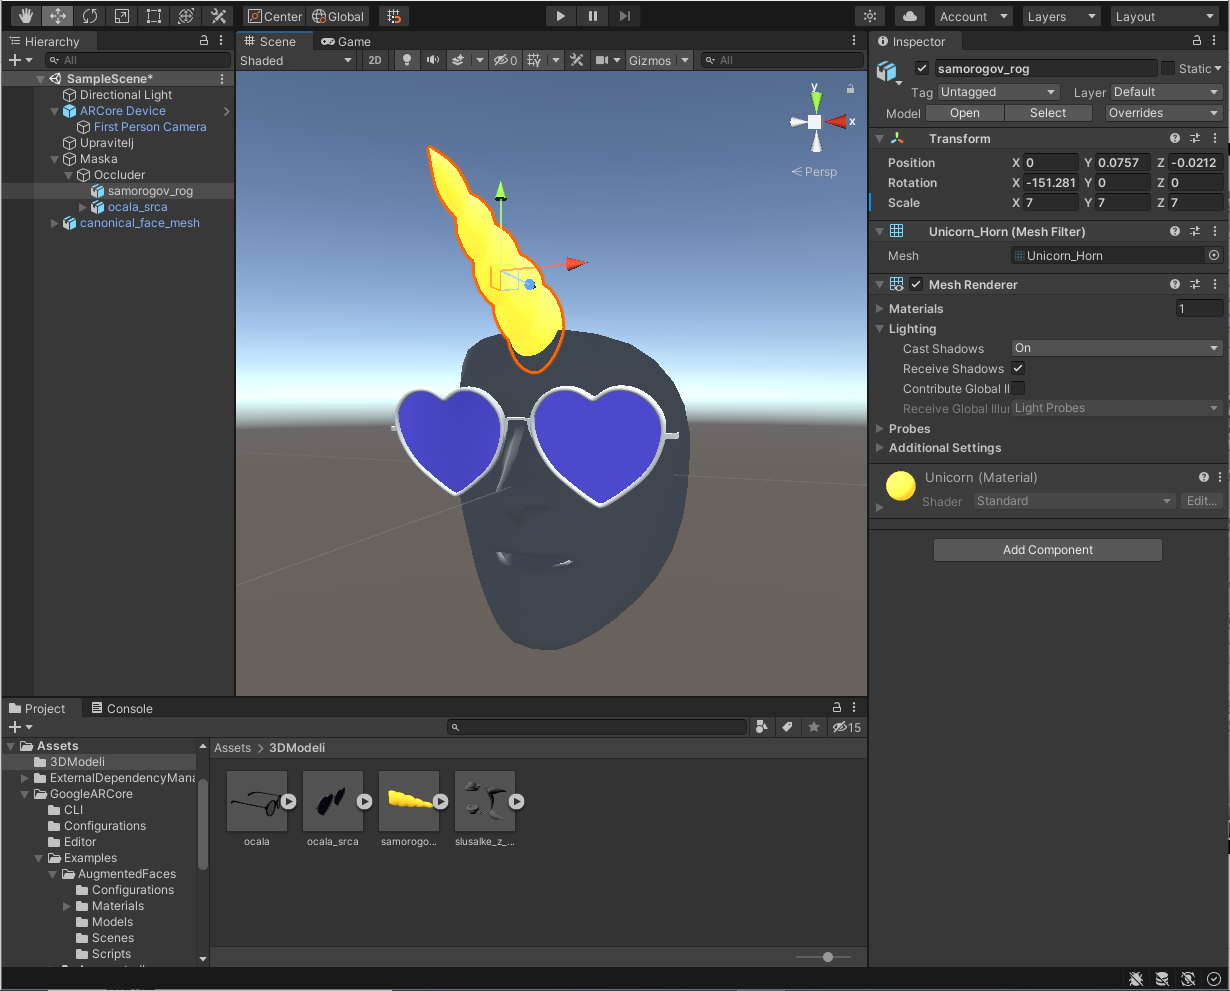 Center Global Account Layers Layout
Hierarchy
All
SampleScene*
Directional Light
ARCore Device
First Person Camera
Upravitelj
Maska
Occluder
samorogov_rog
ocala_srca
canonical_face_mesh
Scene Game
Shaded 2D 0 Gizmos All
y
x
Persp
Inspector
samorogov_rog Static
Tag Untagged Layer Default
Model Open Select Overrides
Transform
Position X 0 Y 0.0757 Z -0.0212
Rotation X -151.281 Y 0 Z 0
Scale X 7 Y 7 Z 7
Unicorn_Horn (Mesh Filter)
Mesh Unicorn_Horn
Mesh Renderer
Materials 1
Lighting
Cast Shadows On
Receive Shadows
Contribute Global Il
Receive Global Illu Light Probes
Probes
Additional Settings
Unicorn (Material)
Shader Standard Edit...
Add Component
Project Console
15
Assets
3DModeli
ExternalDependencyMana
GoogleARCore
CLI
Configurations
Editor
Examples
AugmentedFaces
Configurations
Materials
Models
Scenes
Scripts
Assets > 3DModeli
ocala ocala_srca samorogo... slusalke_z_...